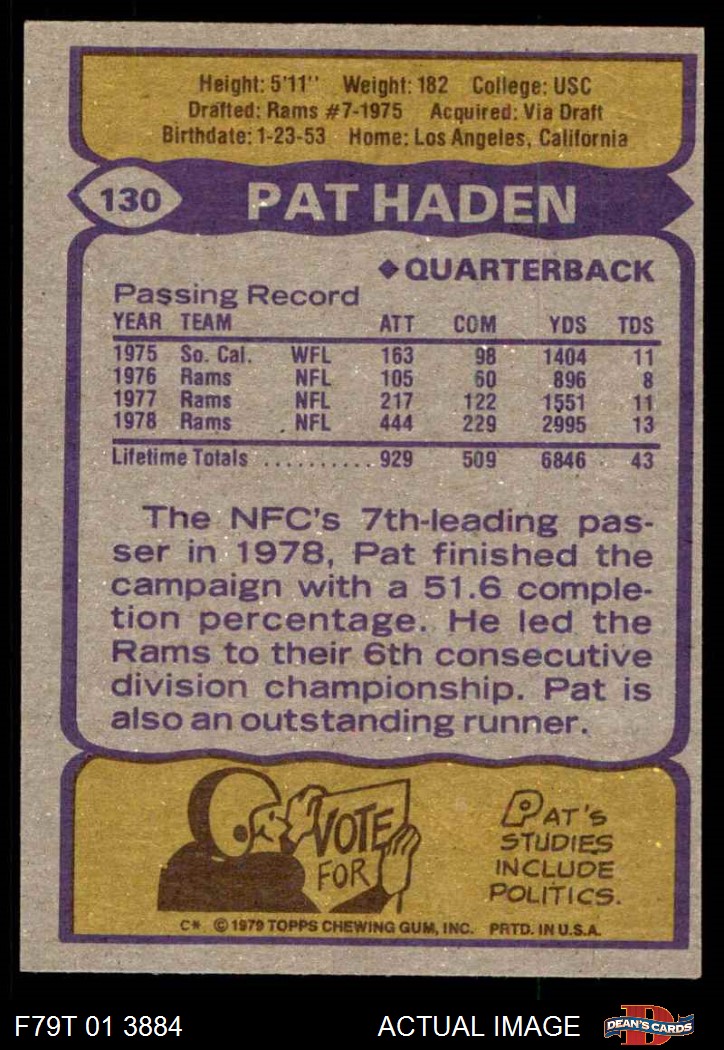 Height: 5'11'' Weight: 182 College: USC
Drafted: Rams #7-1975 Acquired: Via Draft
Birthdate: 1-23-53 Home: Los Angeles, California
130 PAT HADEN
◆QUARTERBACK
Passing Record
YEAR TEAM ATT COM YDS TDS
1975 So. Cal. WFL 163 98 1404 11
1976 Rams NFL 105 60 896 8
1977 Rams NFL 217 122 1551 11
1978 Rams NFL 444 229 2995 13
Lifetime Totals .......... 929 509 6846 43
The NFC's 7th-leading pas-
ser in 1978, Pat finished the
campaign with a 51.6 comple-
tion percentage. He led the
Rams to their 6th consecutive
division championship. Pat is
also an outstanding runner.
VOTE
FOR
PAT'S
STUDIES
INCLUDE
POLITICS.
C* © 1979 TOPPS CHEWING GUM, INC. PRTD. IN U.S.A.
F79T 01 3884 ACTUAL IMAGE D DEAN'S CARDS